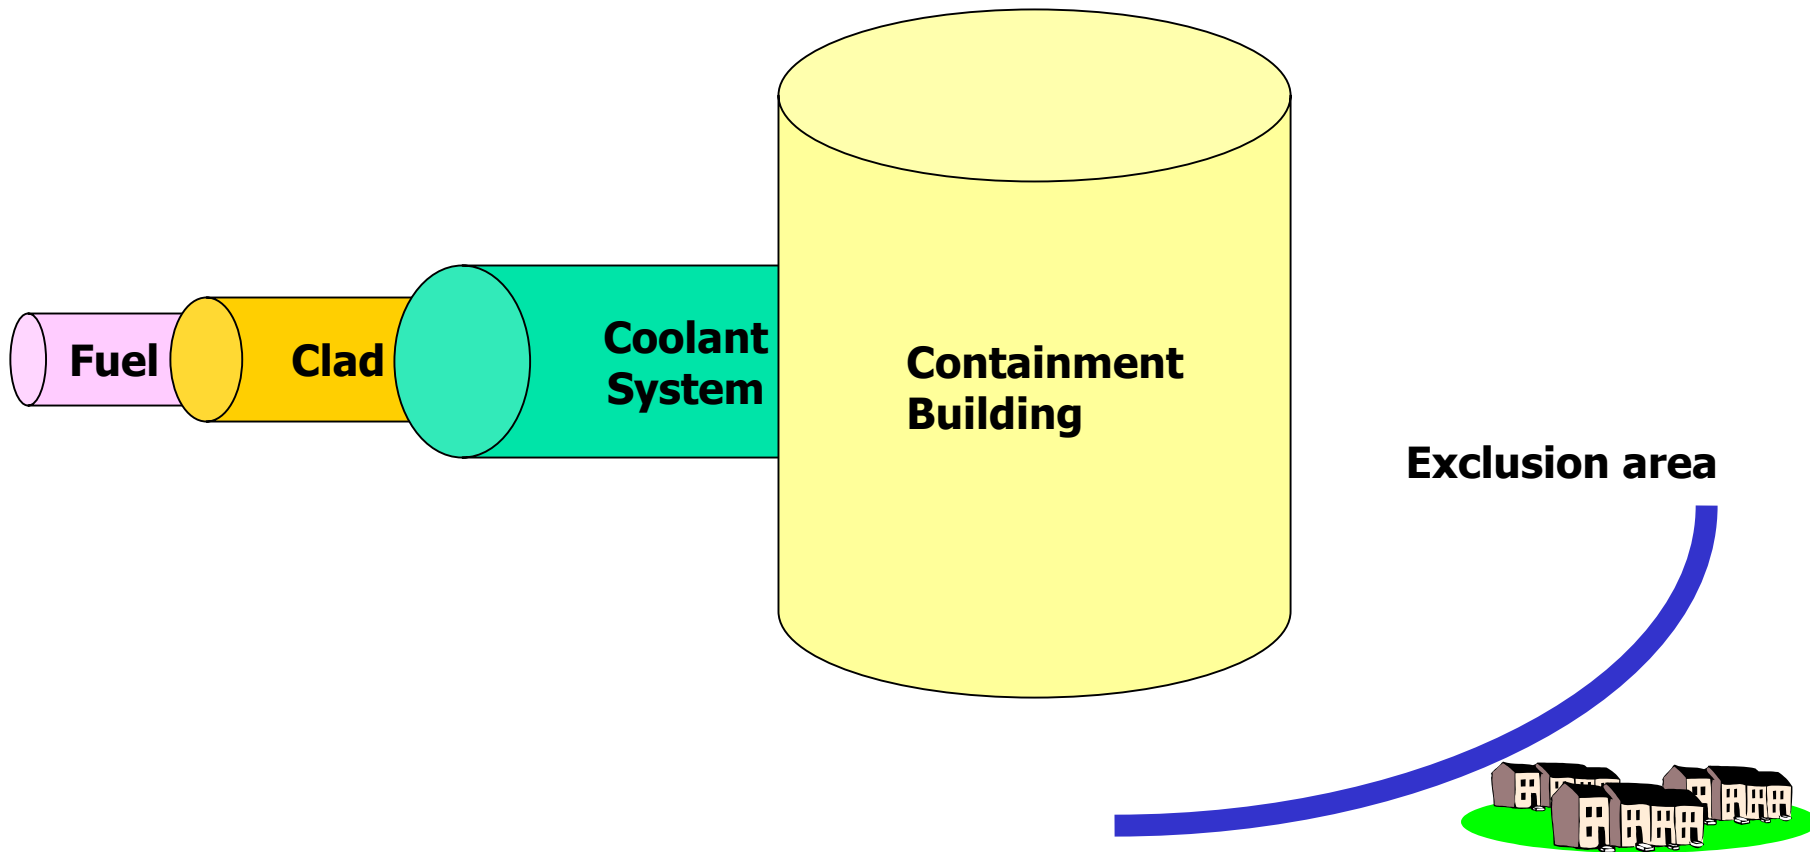 Fuel
Clad
Coolant
System
Containment
Building
Exclusion area